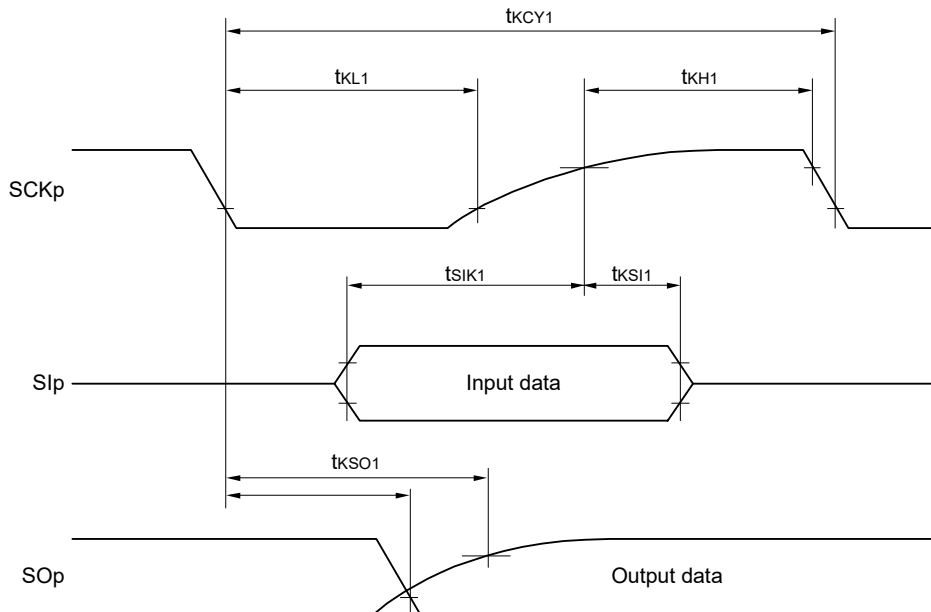 tKCY1
tKL1
tKH1
SCKp
tSIK1
tKSI1
SIp
Input data
tKSO1
SOp
Output data